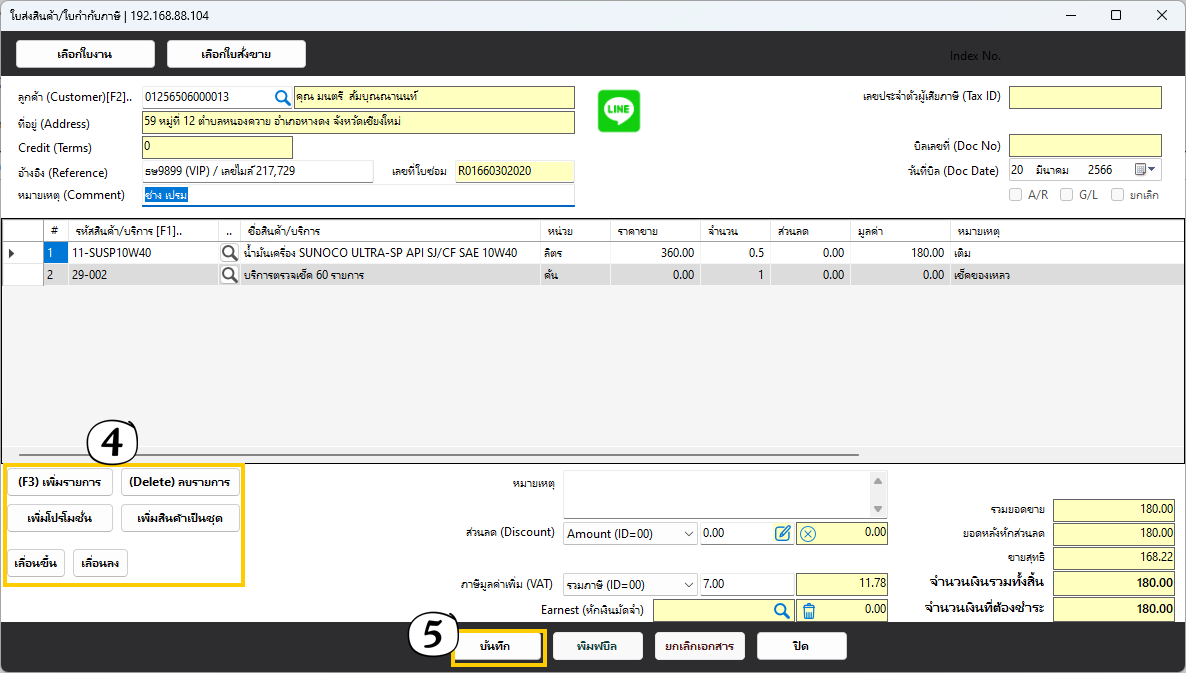 ใบส่งสินค้า/ใบกำกับภาษี | 192.168.88.104
เลือกใบงาน เลือกใบสั่งขาย Index No.
ลูกค้า (Customer)[F2].. 01256506000013 คุณ มนตรี สัมบุณณานนท์ LINE เลขประจำตัวผู้เสียภาษี (Tax ID)
ที่อยู่ (Address) 59 หมู่ที่ 12 ตำบลหนองควาย อำเภอหางดง จังหวัดเชียงใหม่
Credit (Terms) 0 บิลเลขที่ (Doc No)
อ้างอิง (Reference) ธษ9899 (VIP) / เลขไมล์ 217,729 เลขที่ใบซ่อม R01660302020 วันที่บิล (Doc Date) 20 มีนาคม 2566
หมายเหตุ (Comment) ช่าง เปรม A/R G/L ยกเลิก
# รหัสสินค้า/บริการ [F1].. .. ชื่อสินค้า/บริการ หน่วย ราคาขาย จำนวน ส่วนลด มูลค่า หมายเหตุ
1 11-SUSP10W40 น้ำมันเครื่อง SUNOCO ULTRA-SP API SJ/CF SAE 10W40 ลิตร 360.00 0.5 0.00 180.00 เติม
2 29-002 บริการตรวจเช็ค 60 รายการ คัน 0.00 1 0.00 0.00 เช็คของเหลว
4
(F3) เพิ่มรายการ (Delete) ลบรายการ
เพิ่มโปรโมชั่น เพิ่มสินค้าเป็นชุด
เลื่อนขึ้น เลื่อนลง
หมายเหตุ
ส่วนลด (Discount) Amount (ID=00) 0.00 0.00
ภาษีมูลค่าเพิ่ม (VAT) รวมภาษี (ID=00) 7.00 11.78
Earnest (หักเงินมัดจำ) 0.00
รวมยอดขาย 180.00
ยอดหลังหักส่วนลด 180.00
ขายสุทธิ 168.22
จำนวนเงินรวมทั้งสิ้น 180.00
จำนวนเงินที่ต้องชำระ 180.00
5
บันทึก พิมพ์บิล ยกเลิกเอกสาร ปิด